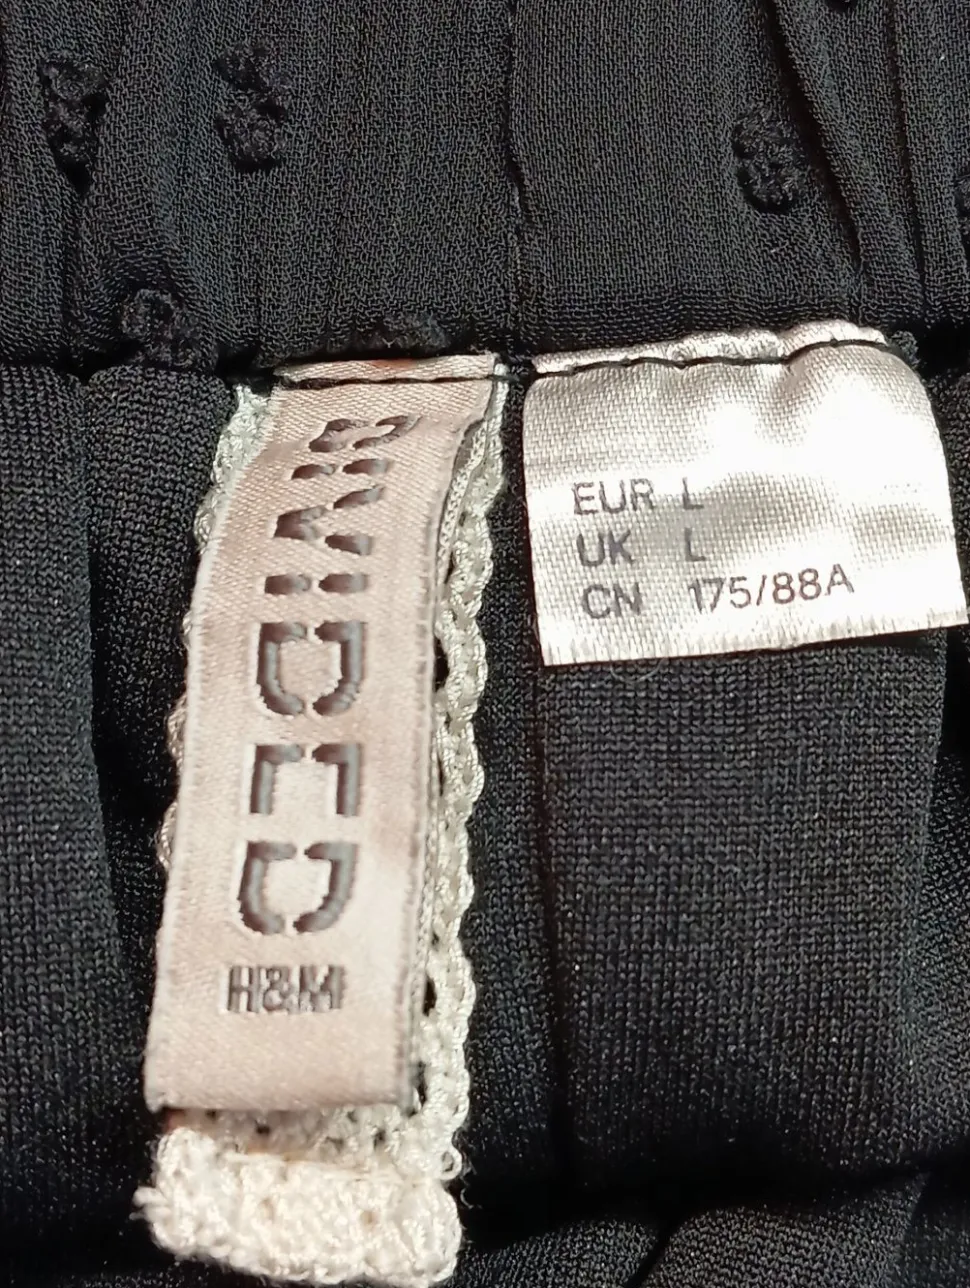 DIVIDED
H&M
EUR L
UK L
CN 175/88A